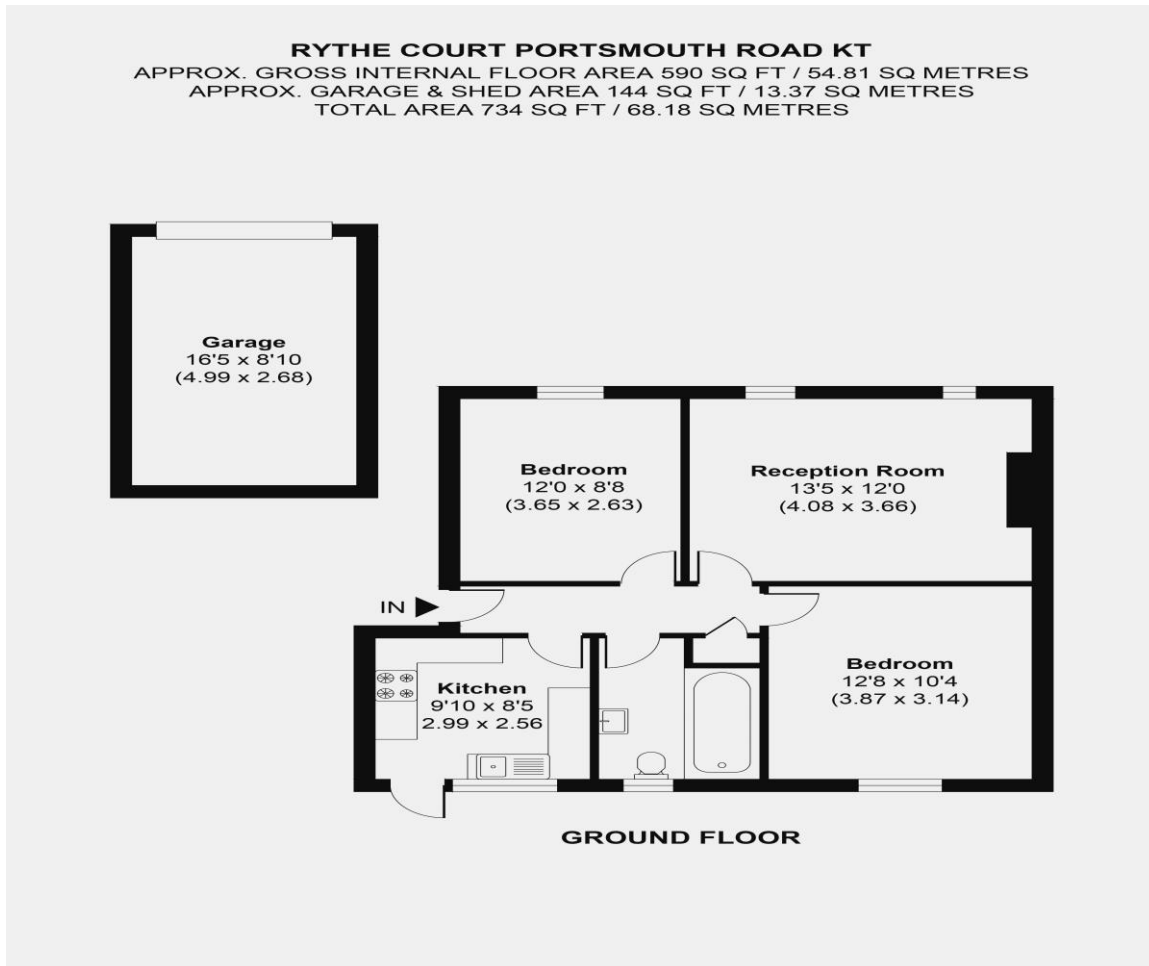 RYTHE COURT PORTSMOUTH ROAD KT
APPROX. GROSS INTERNAL FLOOR AREA 590 SQ FT / 54.81 SQ METRES
APPROX. GARAGE & SHED AREA 144 SQ FT / 13.37 SQ METRES
TOTAL AREA 734 SQ FT / 68.18 SQ METRES
Garage
16'5 x 8'10
(4.99 x 2.68)
Bedroom
12'0 x 8'8
(3.65 x 2.63)
Reception Room
13'5 x 12'0
(4.08 x 3.66)
IN
Kitchen
9'10 x 8'5
2.99 x 2.56
Bedroom
12'8 x 10'4
(3.87 x 3.14)
GROUND FLOOR